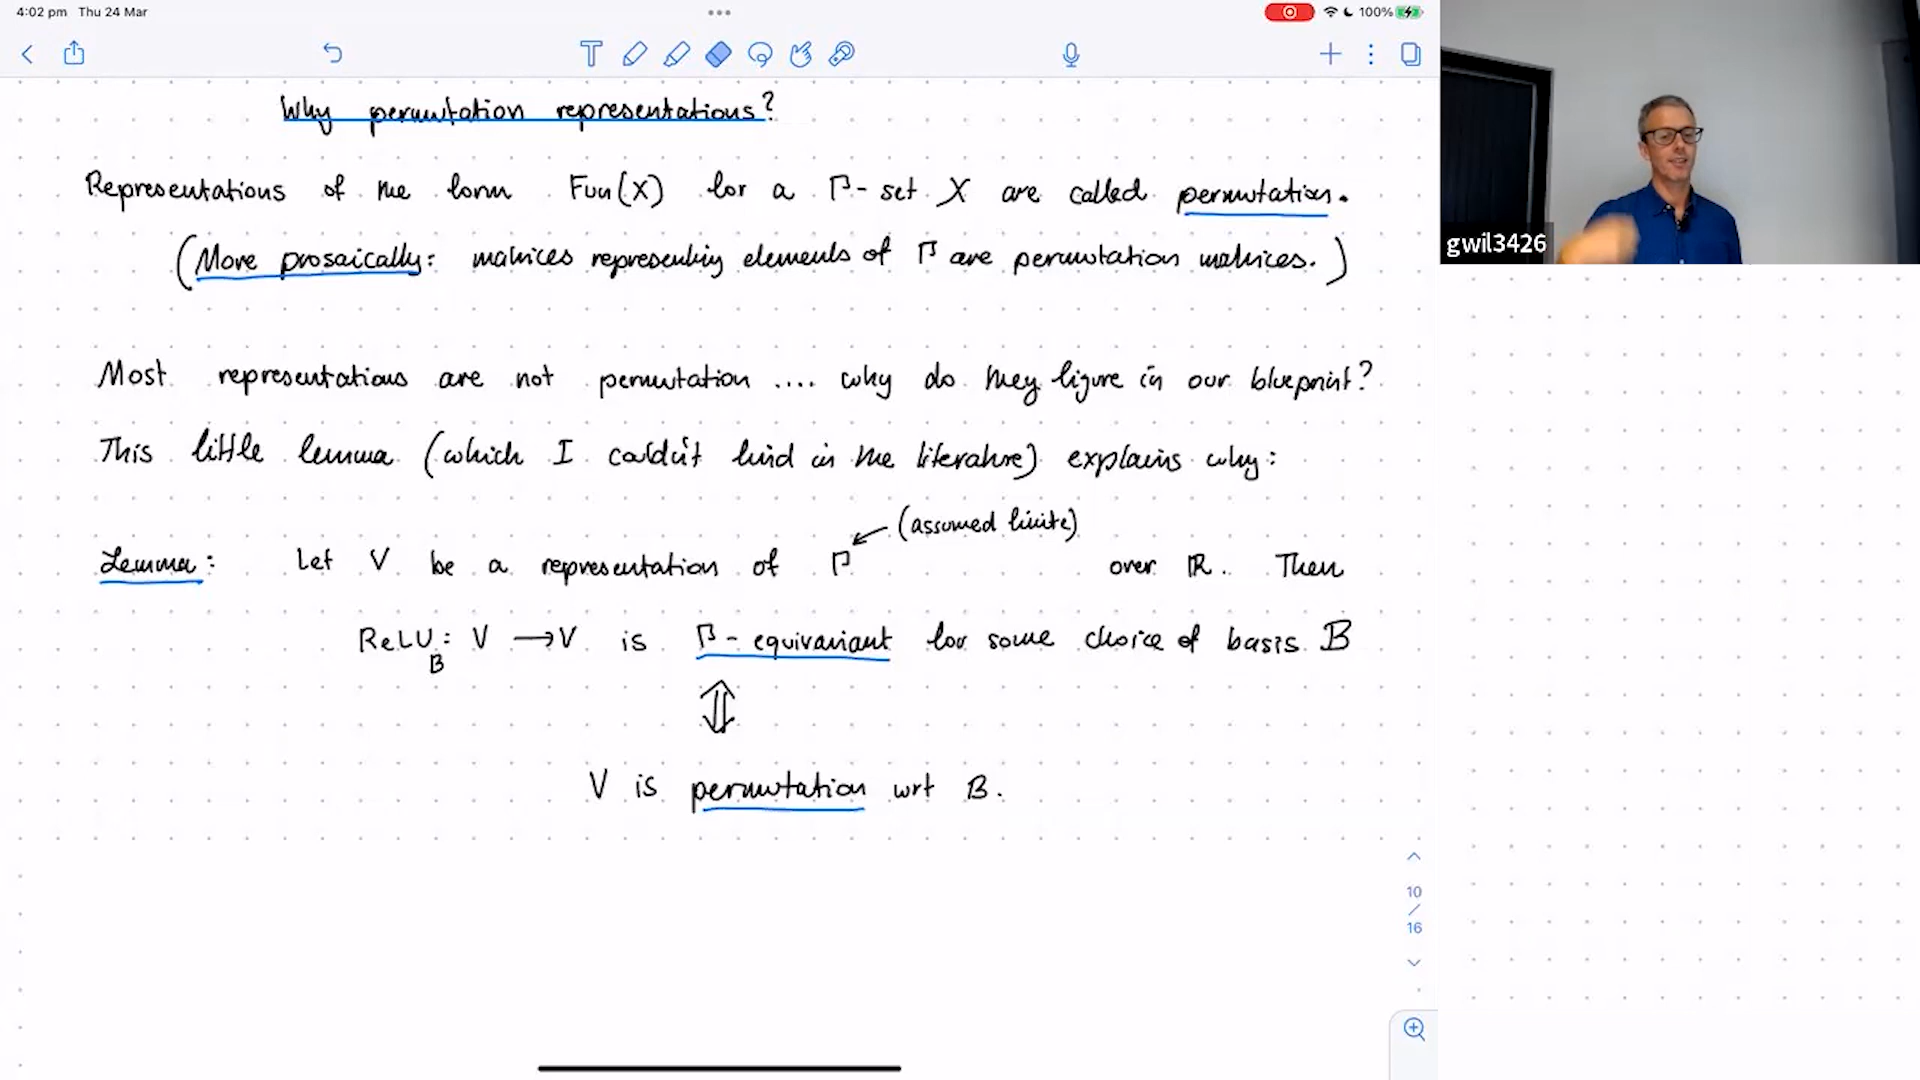 4:02 pm Thu 24 Mar
100%
Why permutation representations?
Representations of the form Fun(X) for a Γ-set X are called permutation.
(More prosaically: matrices representing elements of Γ are permutation matrices.)
gwil3426
Most representations are not permutation .... why do they figure in our blueprint?
This little lemma (which I couldn't find in the literature) explains why:
(assumed finite)
Lemma: Let V be a representation of Γ over ℝ. Then
ReLU_B : V → V is Γ-equivariant for some choice of basis B
⇕
V is permutation wrt B.
10
/
16